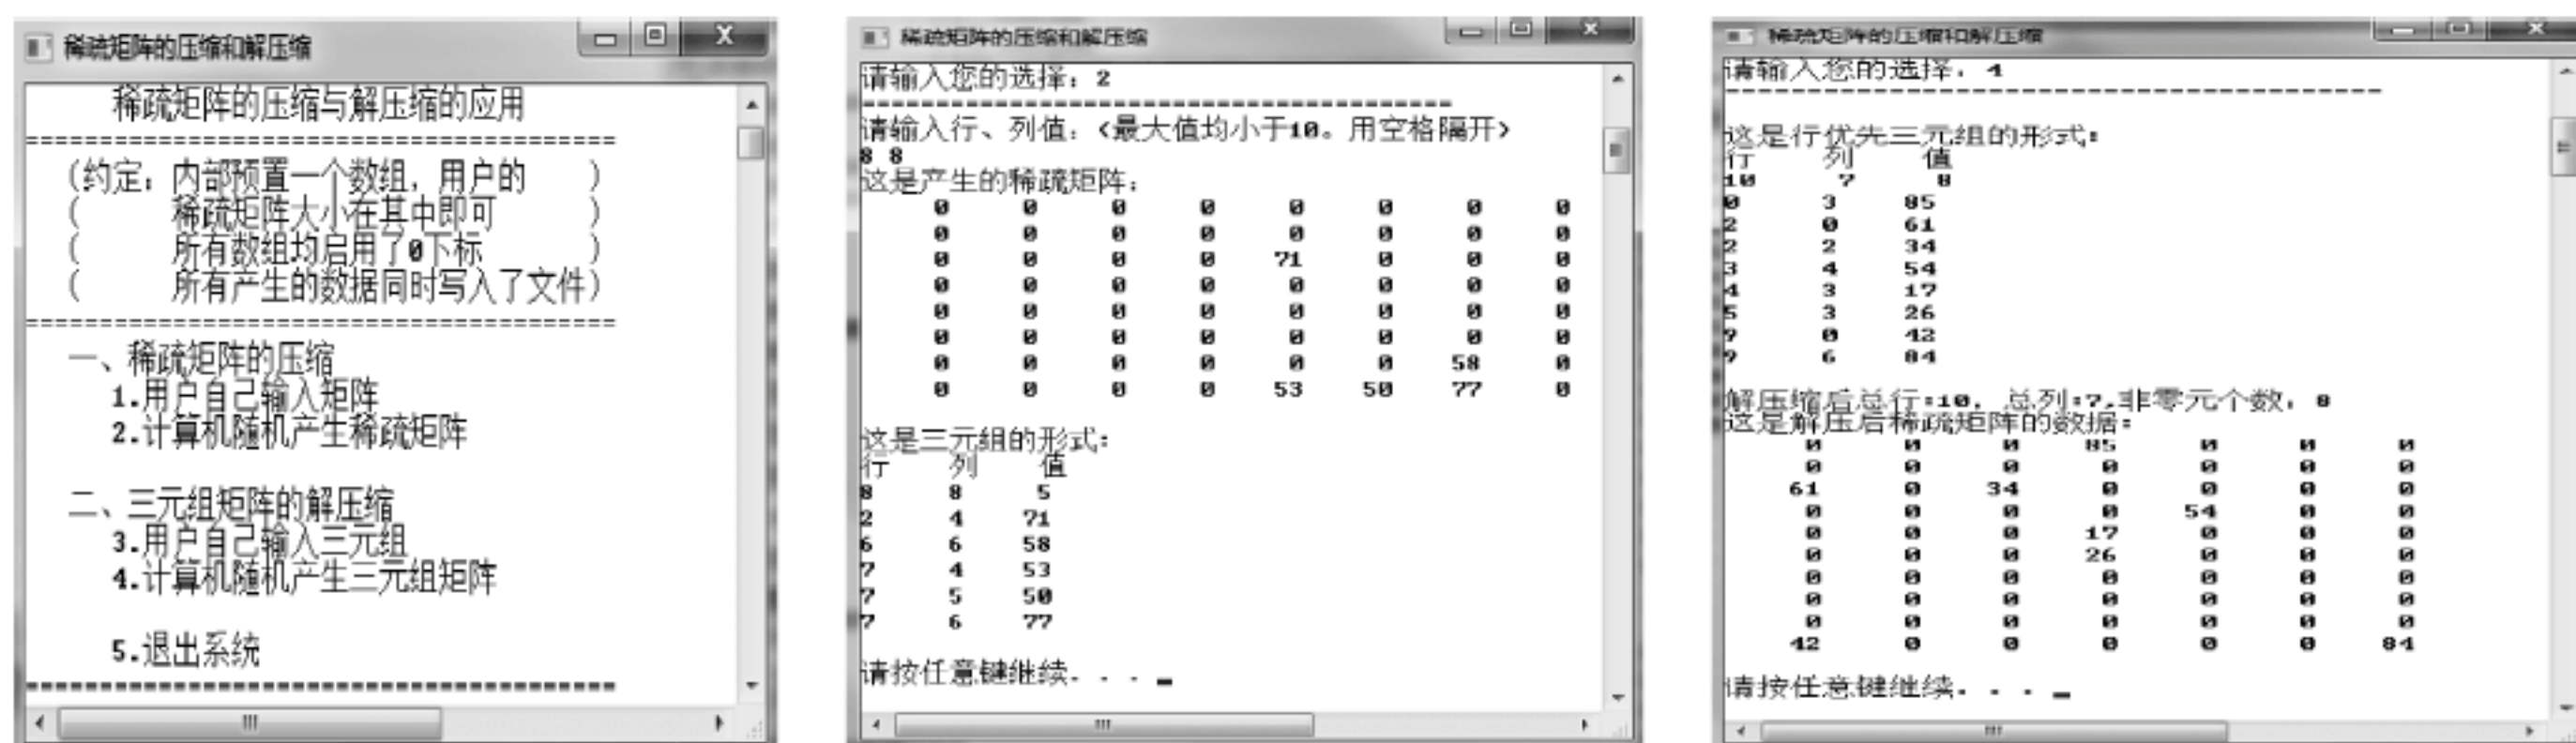 稀疏矩阵的压缩和解压缩
稀疏矩阵的压缩与解压缩的应用
========================================
(约定：内部预置一个数组，用户的 )
( 稀疏矩阵大小在其中即可 )
( 所有数组均启用了0下标 )
( 所有产生的数据同时写入了文件)
========================================
一、稀疏矩阵的压缩
1.用户自己输入矩阵
2.计算机随机产生稀疏矩阵
二、三元组矩阵的解压缩
3.用户自己输入三元组
4.计算机随机产生三元组矩阵
5.退出系统
----------------------------------------
稀疏矩阵的压缩和解压缩
请输入您的选择：2
----------------------------------------
请输入行、列值：<最大值均小于10。用空格隔开>
8 8
这是产生的稀疏矩阵：
0 0 0 0 0 0 0 0
0 0 0 0 0 0 0 0
0 0 0 0 71 0 0 0
0 0 0 0 0 0 0 0
0 0 0 0 0 0 0 0
0 0 0 0 0 0 0 0
0 0 0 0 0 0 58 0
0 0 0 0 53 50 77 0
这是三元组的形式：
行 列 值
8 8 5
2 4 71
6 6 58
7 4 53
7 5 50
7 6 77
请按任意键继续. . .
稀疏矩阵的压缩和解压缩
请输入您的选择：4
----------------------------------------
这是行优先三元组的形式：
行 列 值
10 7 8
0 3 85
2 0 61
2 2 34
3 4 54
4 3 17
5 3 26
9 0 42
9 6 84
解压缩后总行:10，总列:7,非零元个数：8
这是解压后稀疏矩阵的数据：
0 0 0 85 0 0 0
0 0 0 0 0 0 0
61 0 34 0 0 0 0
0 0 0 0 54 0 0
0 0 0 17 0 0 0
0 0 0 26 0 0 0
0 0 0 0 0 0 0
0 0 0 0 0 0 0
0 0 0 0 0 0 0
42 0 0 0 0 0 84
请按任意键继续. . .